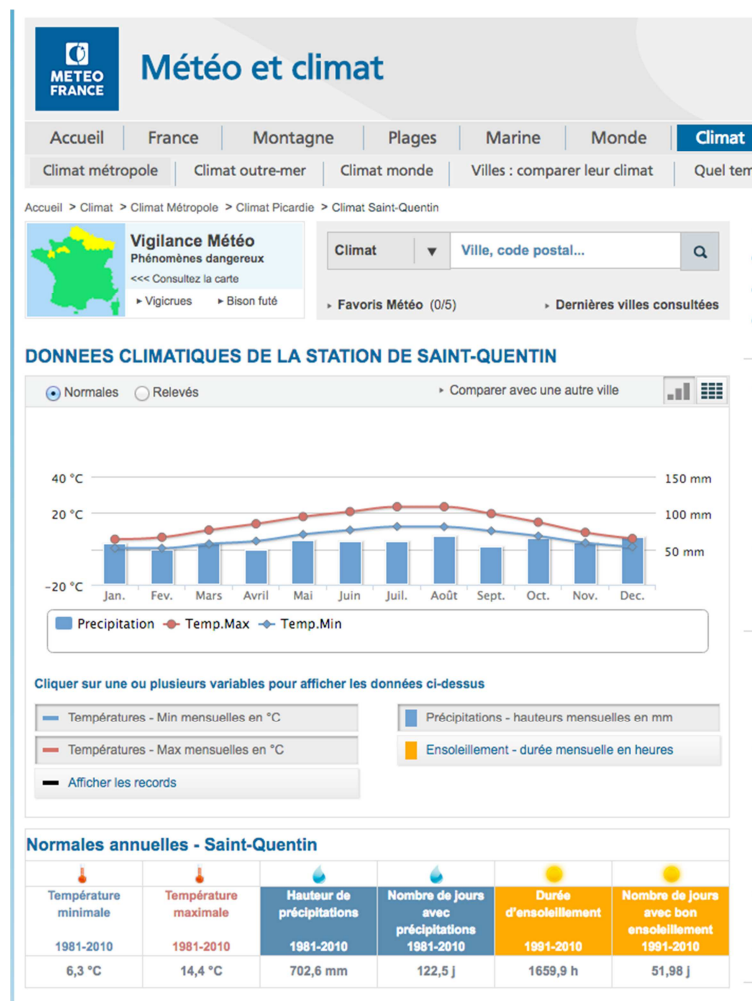 METEO
FRANCE
Météo et climat
Accueil
France
Montagne
Plages
Marine
Monde
Climat
Climat métropole
Climat outre-mer
Climat monde
Villes : comparer leur climat
Quel tem
Accueil > Climat > Climat Métropole > Climat Picardie > Climat Saint-Quentin
Vigilance Météo
Phénomènes dangereux
<<< Consultez la carte
Vigicrues
Bison futé
Climat
Ville, code postal...
Favoris Météo (0/5)
Dernières villes consultées
DONNEES CLIMATIQUES DE LA STATION DE SAINT-QUENTIN
Normales
Relevés
Comparer avec une autre ville
40 °C
150 mm
20 °C
100 mm
50 mm
-20 °C
Jan. Fev. Mars Avril Mai Juin Juil. Août Sept. Oct. Nov. Dec.
Precipitation Temp.Max Temp.Min
Cliquer sur une ou plusieurs variables pour afficher les données ci-dessus
Températures - Min mensuelles en °C
Précipitations - hauteurs mensuelles en mm
Températures - Max mensuelles en °C
Ensoleillement - durée mensuelle en heures
Afficher les records
Normales annuelles - Saint-Quentin
Température
minimale
1981-2010
Température
maximale
1981-2010
Hauteur de
précipitations
1981-2010
Nombre de jours
avec
précipitations
1981-2010
Durée
d'ensoleillement
1991-2010
Nombre de jours
avec bon
ensoleillement
1991-2010
6,3 °C
14,4 °C
702,6 mm
122,5 j
1659,9 h
51,98 j